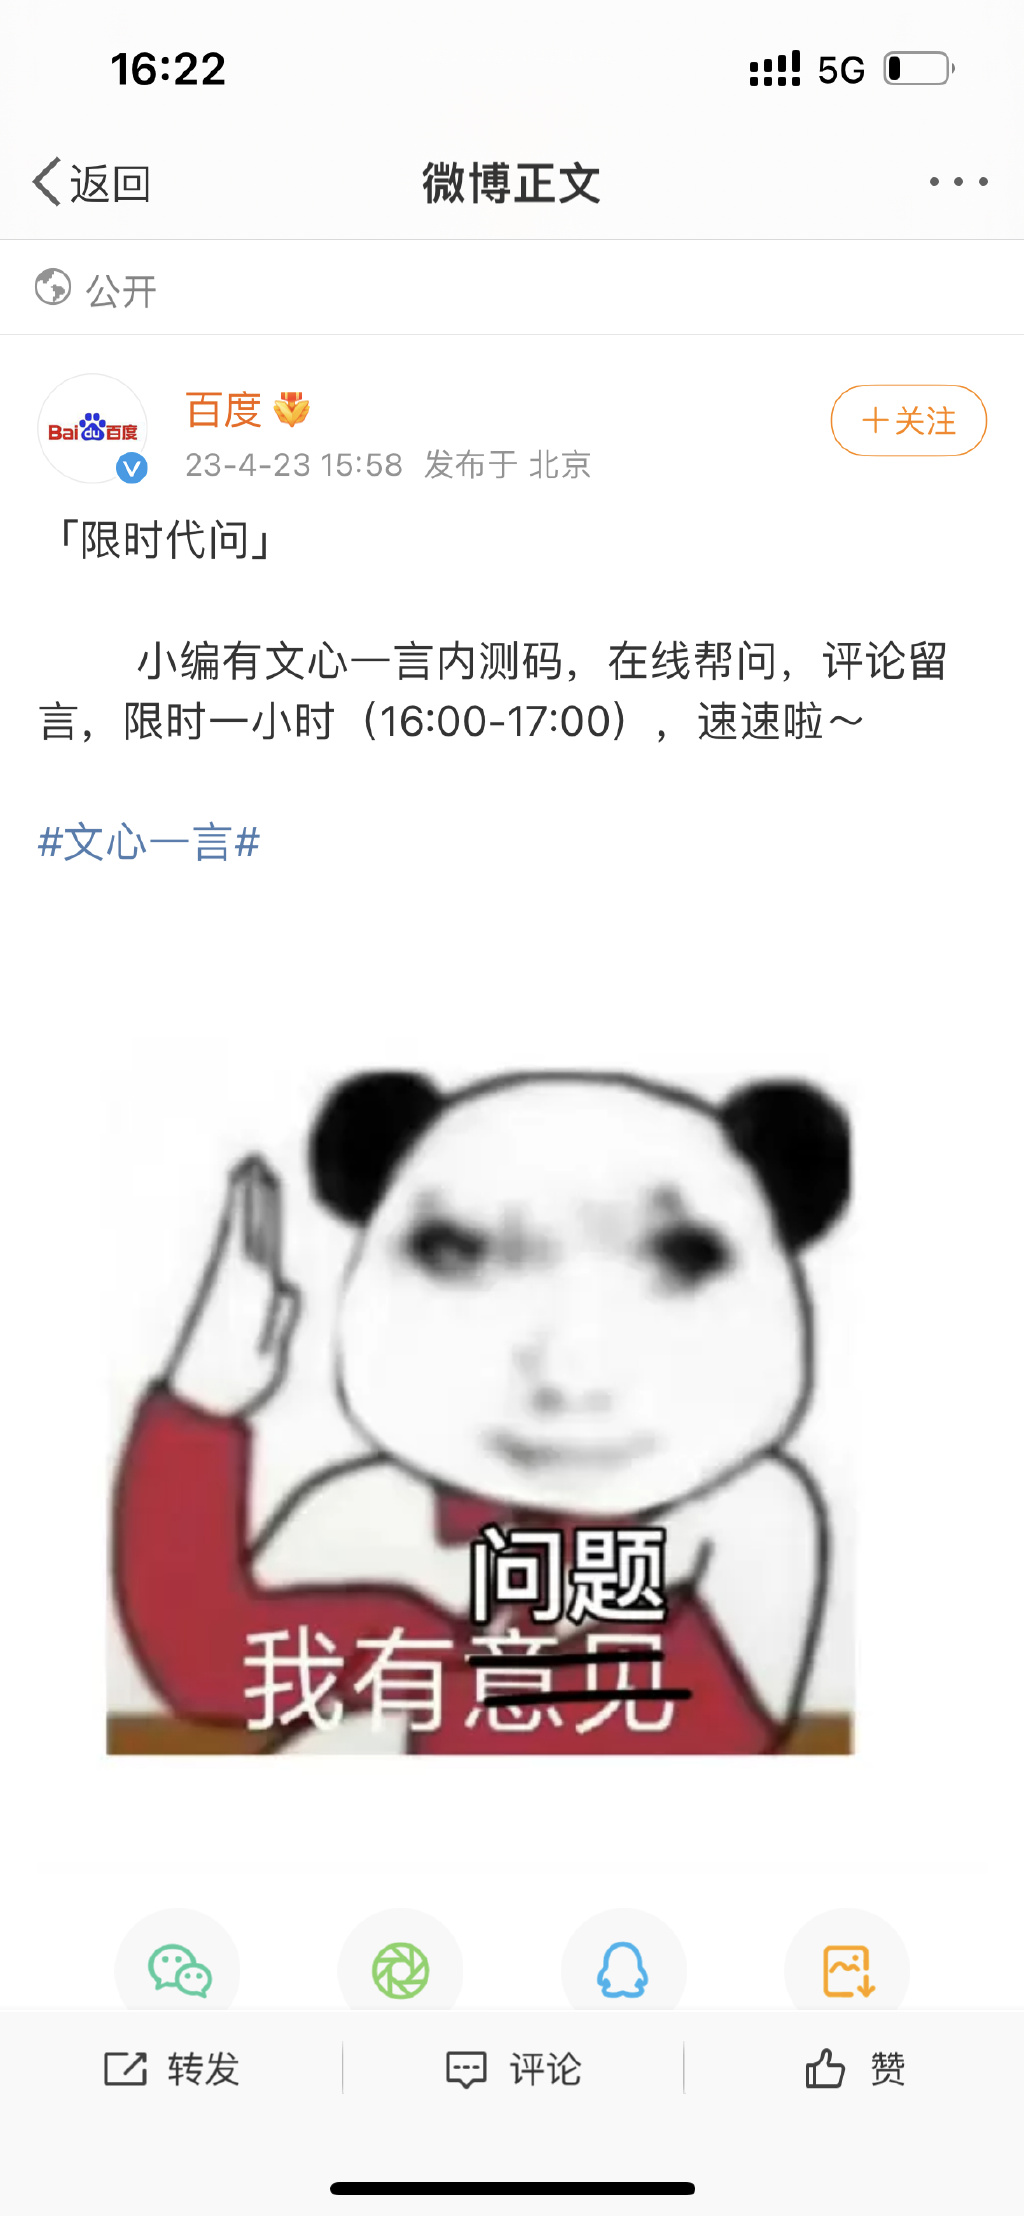 16:22 5G
返回 微博正文
公开
Bai du 百度
百度
+关注
23-4-23 15:58 发布于 北京
「限时代问」
小编有文心一言内测码，在线帮问，评论留
言，限时一小时（16:00-17:00），速速啦～
#文心一言#
问题
我有意见
转发 评论 赞